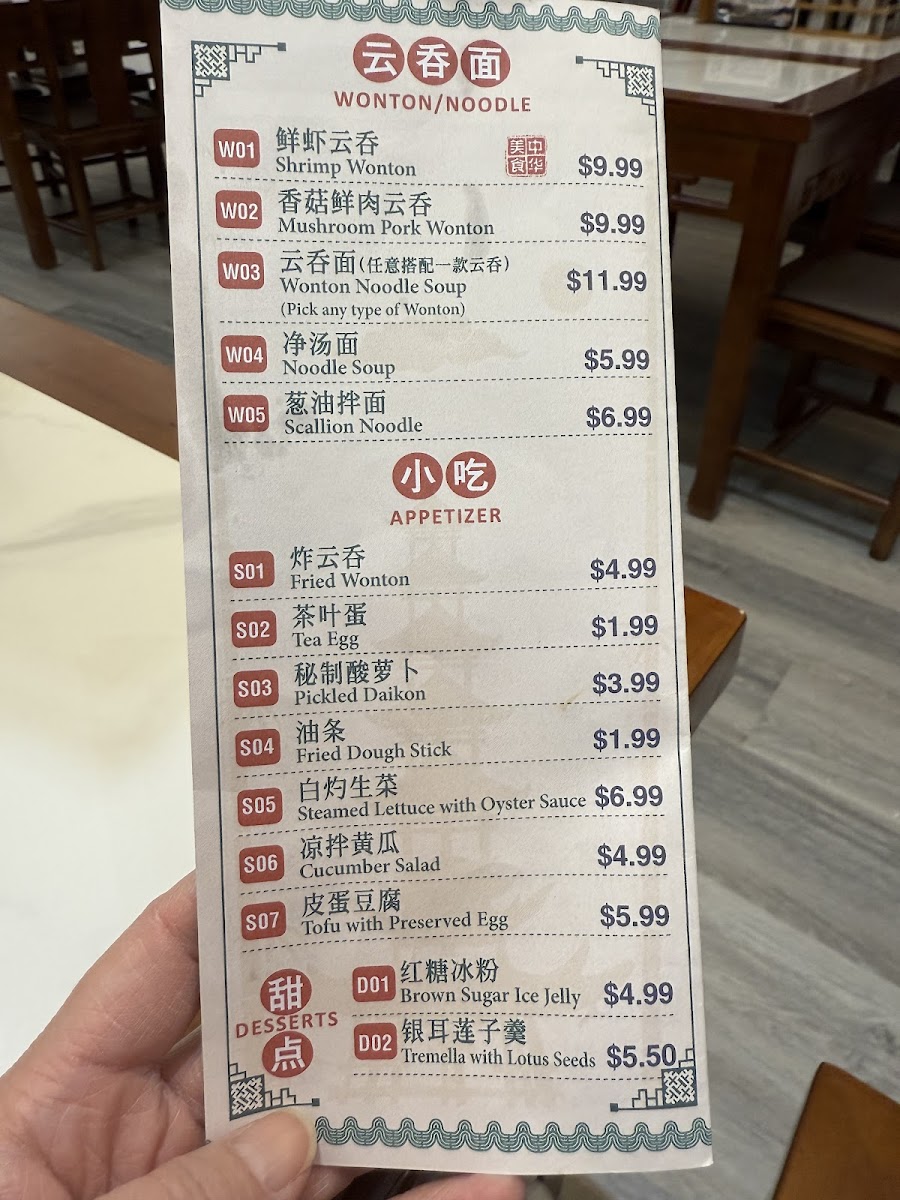 云呑面
WONTON/NOODLE
W01 鲜虾云呑
Shrimp Wonton
美中
食华
$9.99
W02 香菇鲜肉云呑
Mushroom Pork Wonton $9.99
W03 云呑面(任意搭配一款云呑)
Wonton Noodle Soup $11.99
(Pick any type of Wonton)
W04 净汤面
Noodle Soup $5.99
W05 葱油拌面
Scallion Noodle $6.99
小吃
APPETIZER
S01 炸云呑
Fried Wonton $4.99
S02 茶叶蛋
Tea Egg $1.99
S03 秘制酸萝卜
Pickled Daikon $3.99
S04 油条
Fried Dough Stick $1.99
S05 白灼生菜
Steamed Lettuce with Oyster Sauce $6.99
S06 凉拌黄瓜
Cucumber Salad $4.99
S07 皮蛋豆腐
Tofu with Preserved Egg $5.99
甜
DESSERTS
点
D01 红糖冰粉
Brown Sugar Ice Jelly $4.99
D02 银耳莲子羹
Tremella with Lotus Seeds $5.50